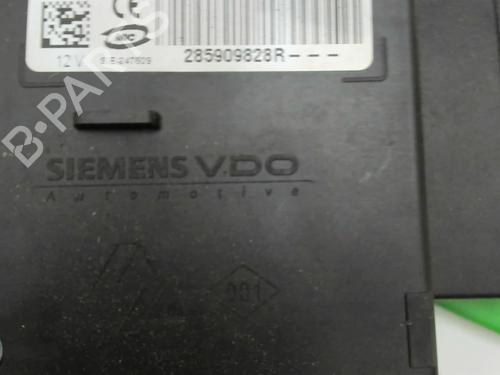 12V
285909828R---
SIEMENS VDO
Automotive
001
B-PARTS